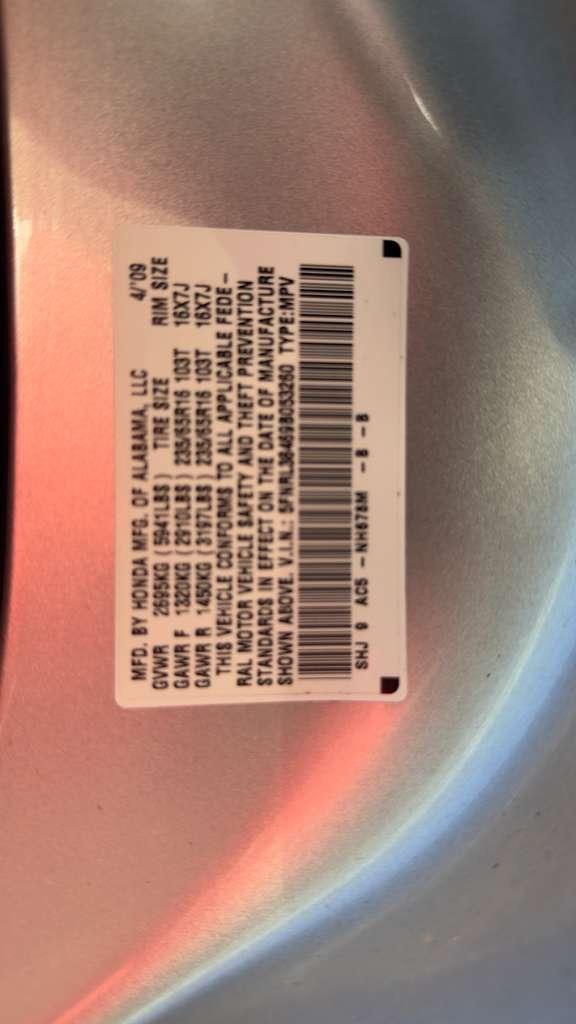 MFD. BY HONDA MFG. OF ALABAMA, LLC 4/'09
GVWR 2695KG (5941LBS) TIRE SIZE RIM SIZE
GAWR F 1320KG (2910LBS) 235/65R16 103T 16X7J
GAWR R 1450KG (3197LBS) 235/65R16 103T 16X7J
THIS VEHICLE CONFORMS TO ALL APPLICABLE FEDE-
RAL MOTOR VEHICLE SAFETY AND THEFT PREVENTION
STANDARDS IN EFFECT ON THE DATE OF MANUFACTURE
SHOWN ABOVE. V.I.N.: 5FNRL38469B053260 TYPE:MPV
SHJ 9 AC5 -NH678M -B -B